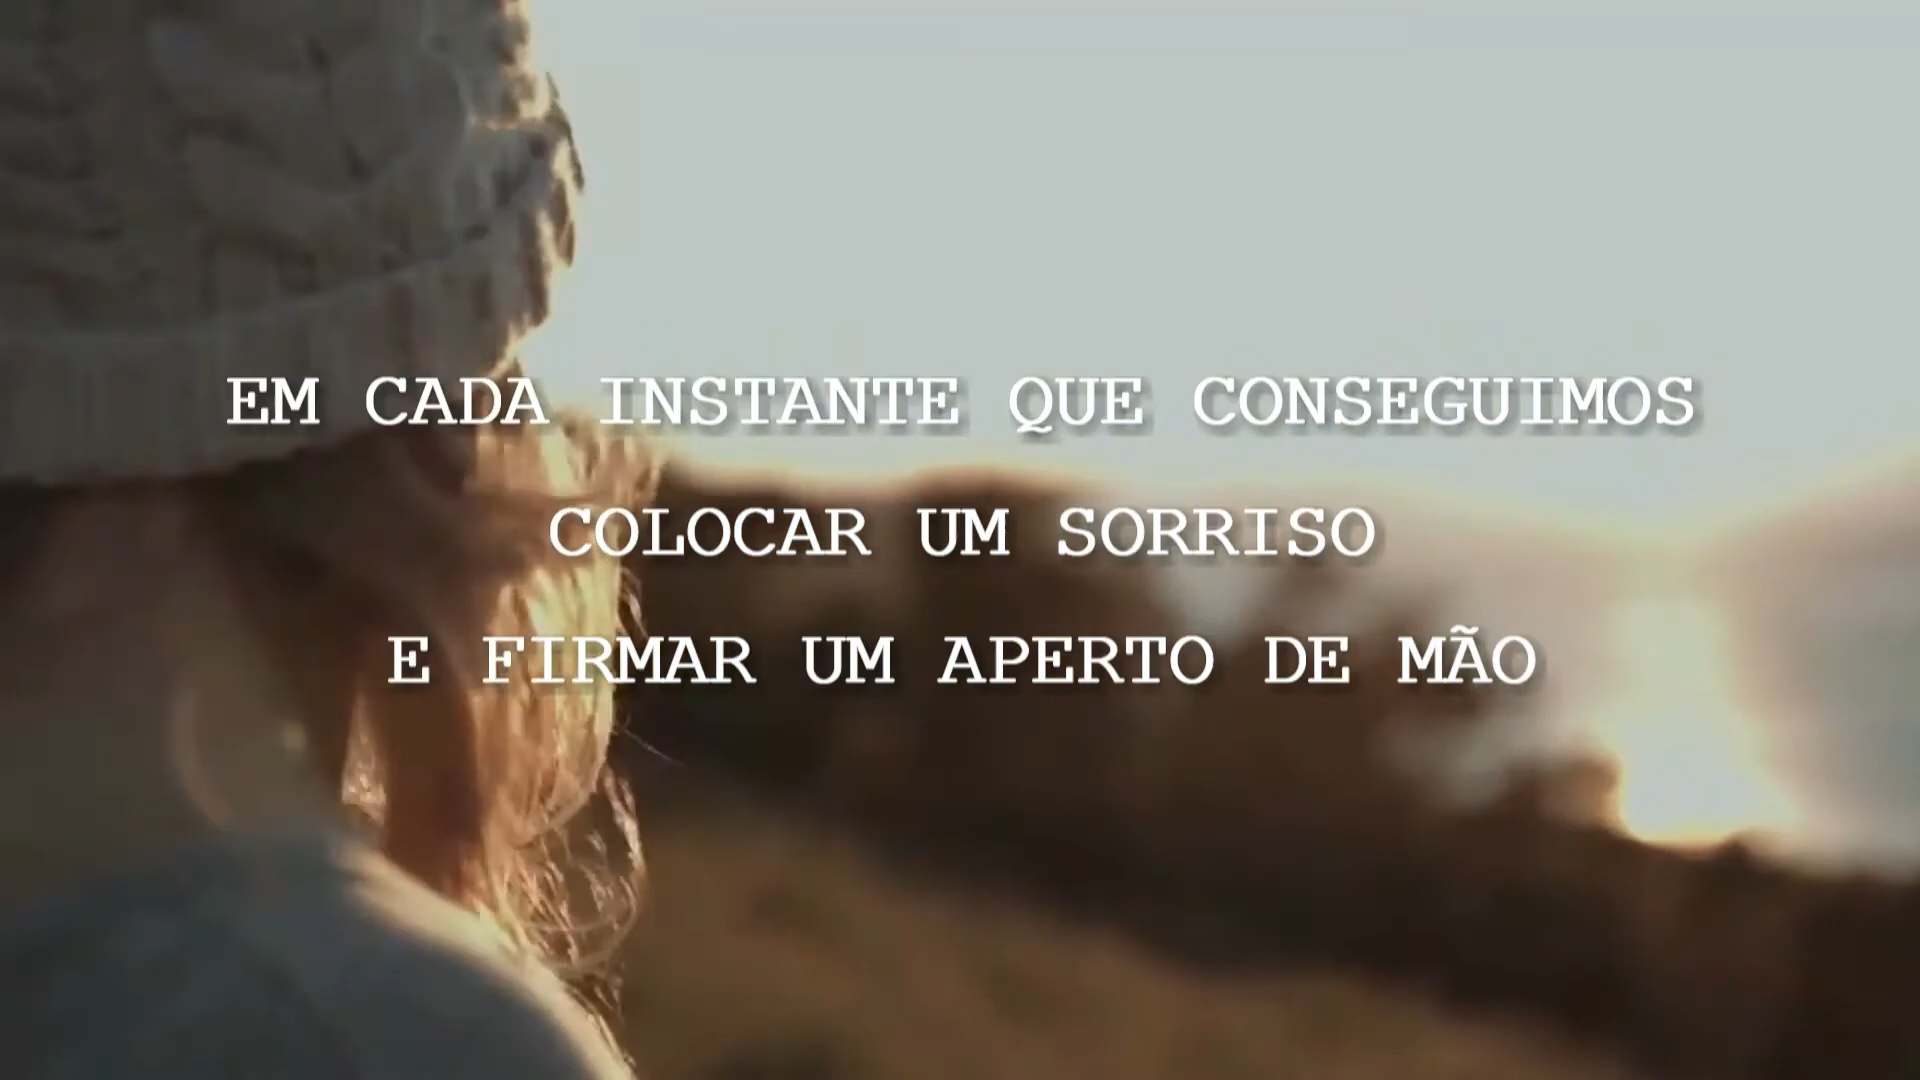 EM CADA INSTANTE QUE CONSEGUIMOS
COLOCAR UM SORRISO
E FIRMAR UM APERTO DE MÃO